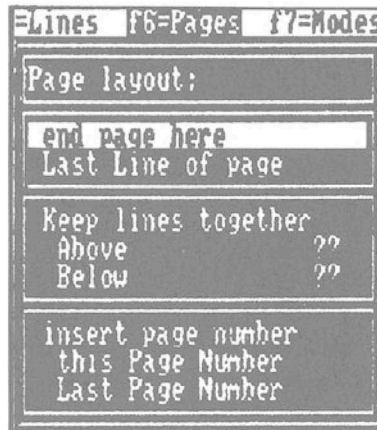 =Lines f6=Pages f7=Modes
Page layout:
end page here
Last Line of page
Keep lines together
Above ??
Below ??
insert page number
this Page Number
Last Page Number